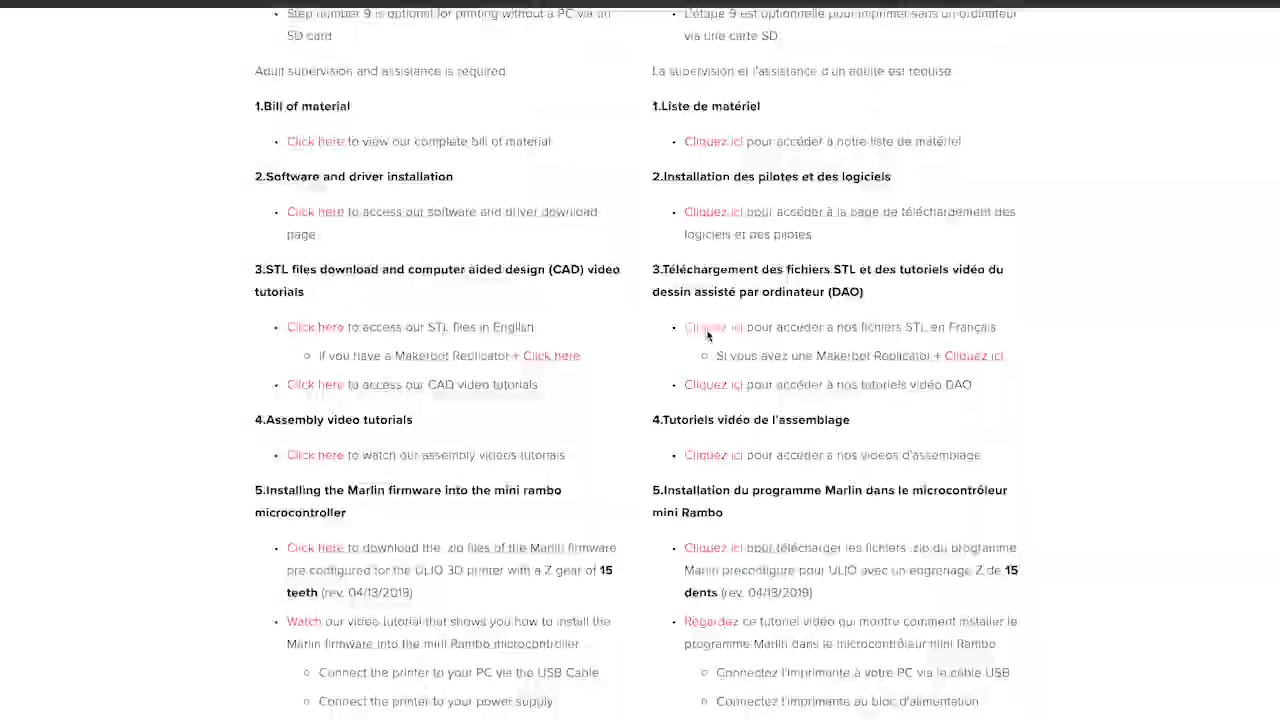 Step number 9 is optional for printing without a PC via an
SD card
Adult supervision and assistance is required
1.Bill of material
Click here to view our complete bill of material
2.Software and driver installation
Click here to access our software and driver download
page
3.STL files download and computer aided design (CAD) video
tutorials
Click here to access our STL files in English
If you have a Makerbot Replicator+ Click here
Click here to access our CAD video tutorials
4.Assembly video tutorials
Click here to watch our assembly videos tutorials
5.Installing the Marlin firmware into the mini rambo
microcontroller
Click here to download the .zip files of the Marlin firmware
pre configured for the ULIO 3D printer with a Z gear of 15
teeth (rev. 04/13/2019)
Watch our video tutorial that shows you how to install the
Marlin firmware into the mini Rambo microcontroller
Connect the printer to your PC via the USB Cable
Connect the printer to your power supply
L'étape 9 est optionnelle pour imprimer sans un ordinateur
via une carte SD
La supervision et l'assistance d'un adulte est requise
1.Liste de matériel
Cliquez ici pour accéder à notre liste de matériel
2.Installation des pilotes et des logiciels
Cliquez ici pour accéder à la page de téléchargement des
logiciels et des pilotes
3.Téléchargement des fichiers STL et des tutoriels vidéo du
dessin assisté par ordinateur (DAO)
Cliquez ici pour accéder à nos fichiers STL en Français
Si vous avez une Makerbot Replicator + Cliquez ici
Cliquez ici pour accéder à nos tutoriels vidéo DAO
4.Tutoriels vidéo de l'assemblage
Cliquez ici pour accéder à nos vidéos d'assemblage
5.Installation du programme Marlin dans le microcontrôleur
mini Rambo
Cliquez ici pour télécharger les fichiers .zip du programme
Marlin préconfiguré pour ULIO avec un engrenage Z de 15
dents (rev. 04/13/2019)
Regardez ce tutoriel vidéo qui montre comment installer le
programme Marlin dans le microcontrôleur mini Rambo
Connectez l'imprimante à votre PC via le câble USB
Connectez l'imprimante au bloc d'alimentation